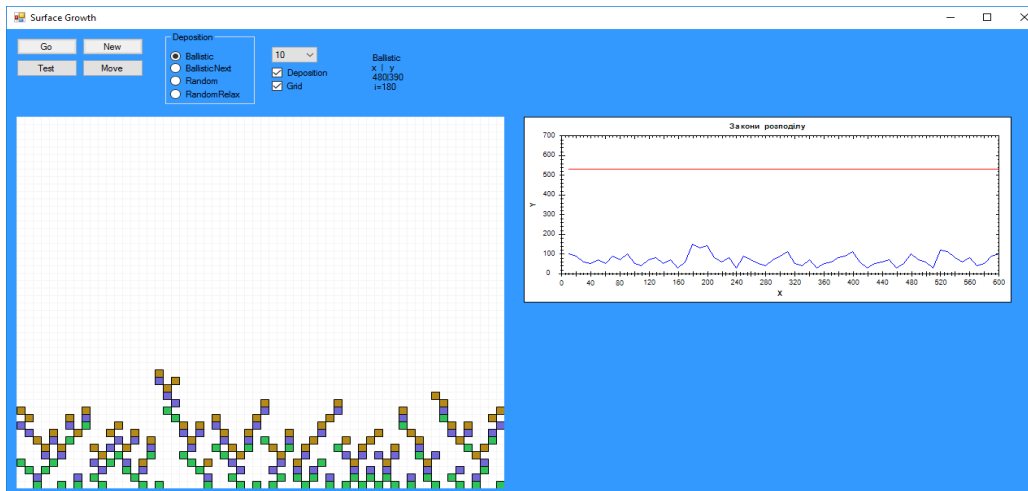 Surface Growth
Go New
Test Move
Deposition
Ballistic
BallisticNext
Random
RandomRelax
10
Deposition
Grid
Ballistic
x | y
480|390
i=180
Закони розподілу
700
600
500
400
300
200
100
0
Y
0 40 80 120 160 200 240 280 320 360 400 440 480 520 560 600
X